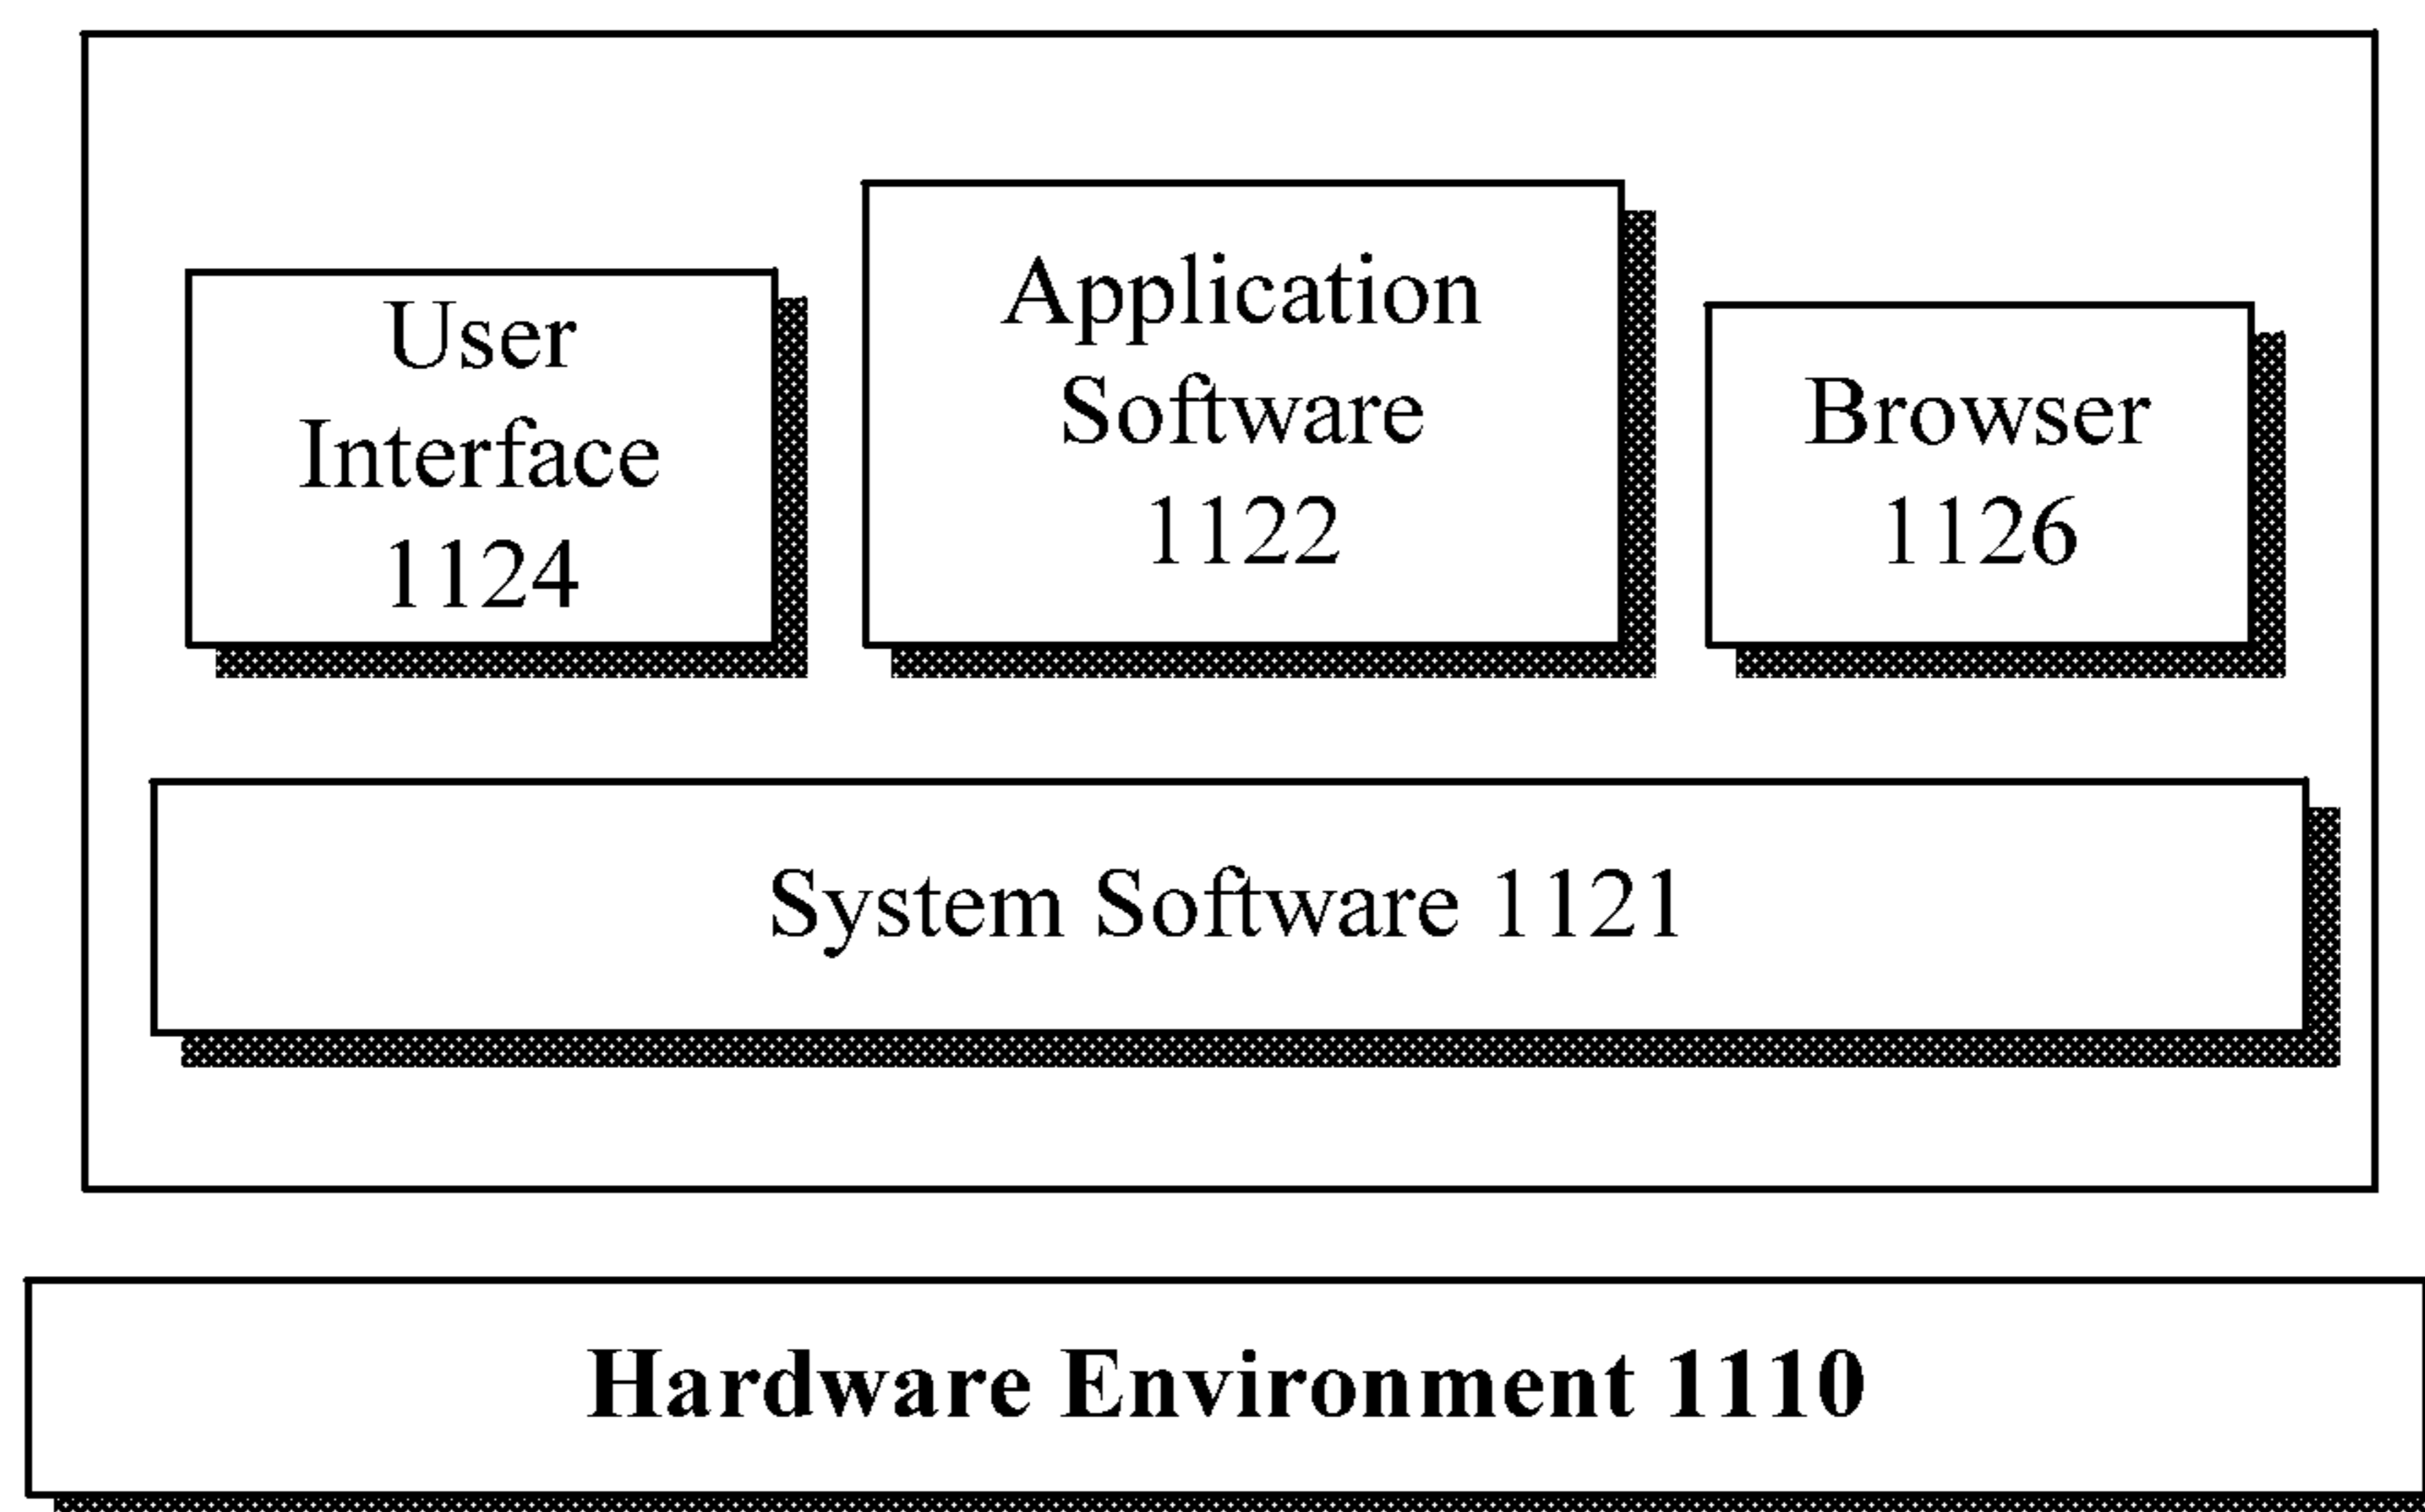 User
Interface
1124
Application
Software
1122
Browser
1126
System Software 1121
Hardware Environment 1110